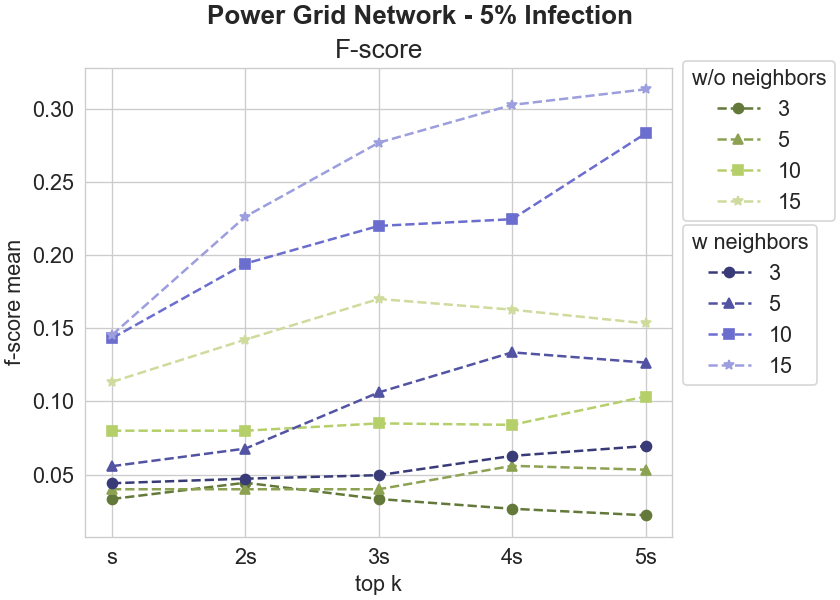 Power Grid Network - 5% Infection
F-score
f-score mean
0.30
0.25
0.20
0.15
0.10
0.05
s 2s 3s 4s 5s
top k
w/o neighbors
3
5
10
15
w neighbors
3
5
10
15